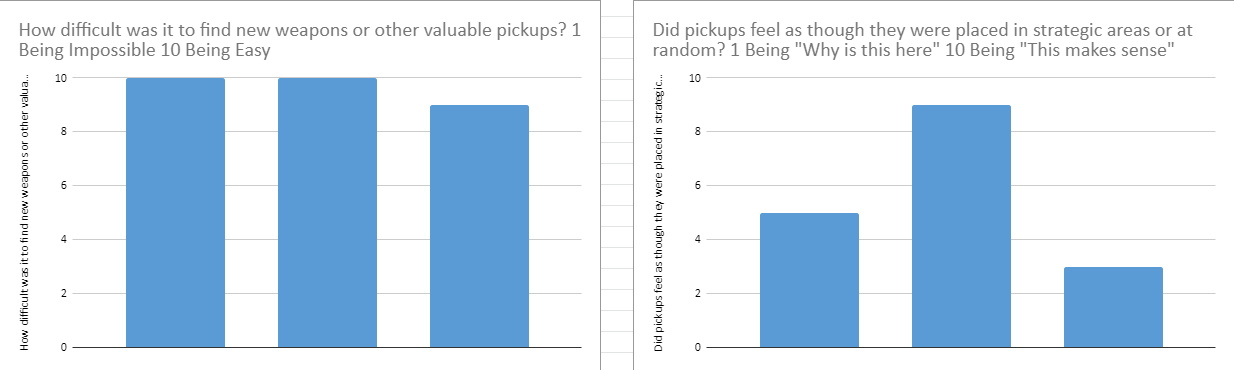 How difficult was it to find new weapons or other valuable pickups? 1
Being Impossible 10 Being Easy
How difficult was it to find new weapons or other valua...
10
8
6
4
2
0
Did pickups feel as though they were placed in strategic areas or at
random? 1 Being "Why is this here" 10 Being "This makes sense"
Did pickups feel as though they were placed in strategic...
10
8
6
4
2
0